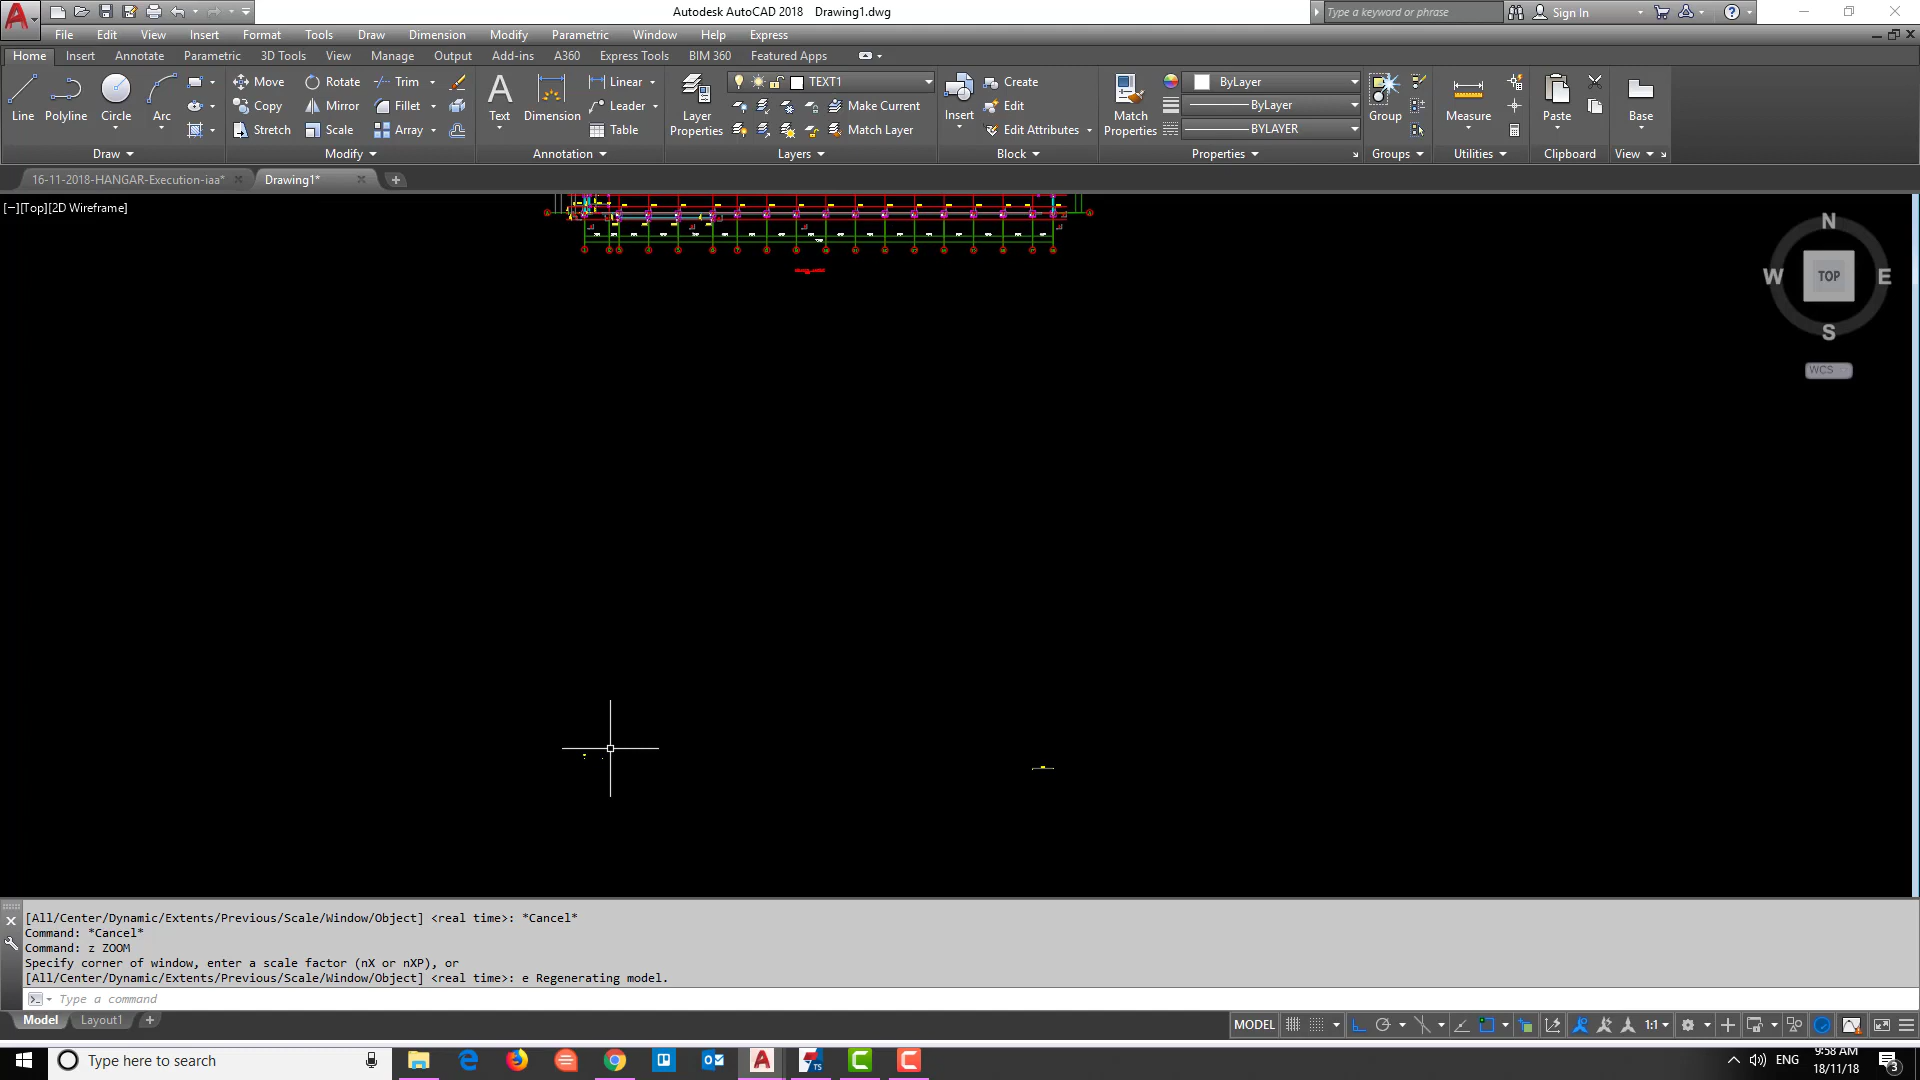 Autodesk AutoCAD 2018 Drawing1.dwg
Type a keyword or phrase
Sign In
File Edit View Insert Format Tools Draw Dimension Modify Parametric Window Help Express
Home Insert Annotate Parametric 3D Tools View Manage Output Add-ins A360 Express Tools BIM 360 Featured Apps
Line Polyline Circle Arc
Draw
Move Rotate Trim
Copy Mirror Fillet
Stretch Scale Array
Modify
Text Dimension
Linear
Leader
Table
Annotation
Layer Properties
TEXT1
Make Current
Match Layer
Layers
Insert
Create
Edit
Edit Attributes
Block
Match Properties
ByLayer
ByLayer
BYLAYER
Properties
Group
Groups
Measure
Utilities
Paste
Clipboard
Base
View
16-11-2018-HANGAR-Execution-iaa*
Drawing1*
[−][Top][2D Wireframe]
N
W TOP E
S
WCS
[All/Center/Dynamic/Extents/Previous/Scale/Window/Object] <real time>: *Cancel*
Command: *Cancel*
Command: z ZOOM
Specify corner of window, enter a scale factor (nX or nXP), or
[All/Center/Dynamic/Extents/Previous/Scale/Window/Object] <real time>: e Regenerating model.
Type a command
Model Layout1
MODEL
1:1
Type here to search
TS
ENG
9:58 AM
18/11/18
3